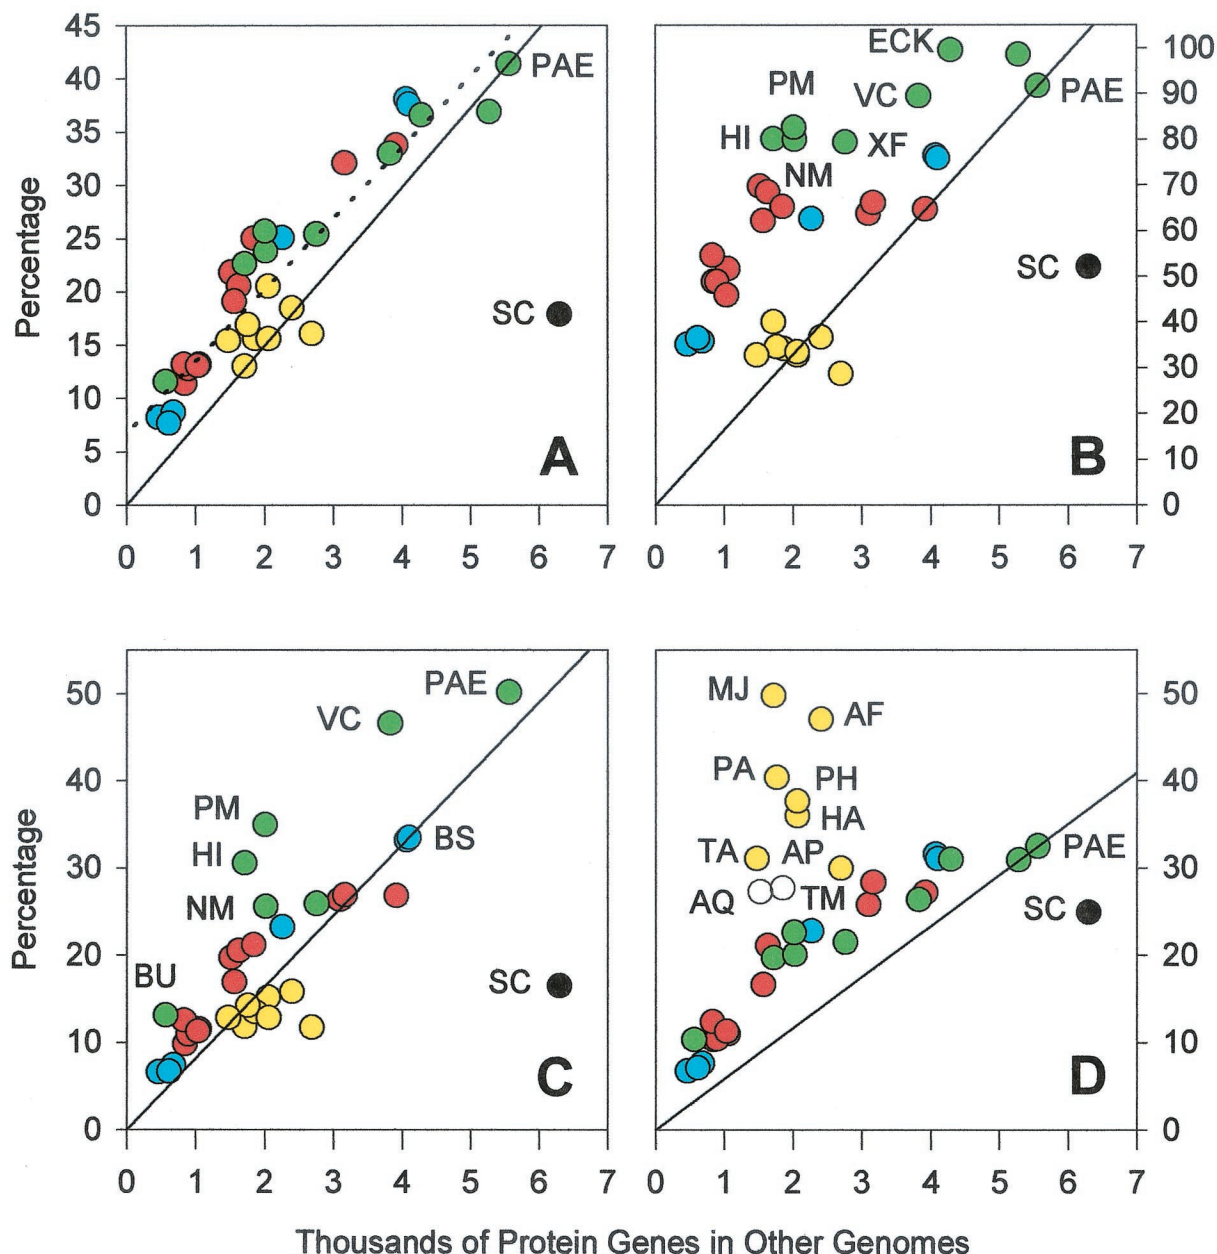 45
40
35
30
25
20
15
10
5
0
Percentage
PAE
SC
A
0 1 2 3 4 5 6 7
ECK
PAE
PM
VC
HI
XF
NM
SC
B
100
90
80
70
60
50
40
30
20
10
0
0 1 2 3 4 5 6 7
50
40
30
20
10
0
Percentage
PAE
VC
PM
HI
BS
NM
BU
SC
C
0 1 2 3 4 5 6 7
MJ
AF
PA
PH
HA
TA
AP
PAE
AQ
TM
SC
D
50
40
30
20
10
0
0 1 2 3 4 5 6 7
Thousands of Protein Genes in Other Genomes